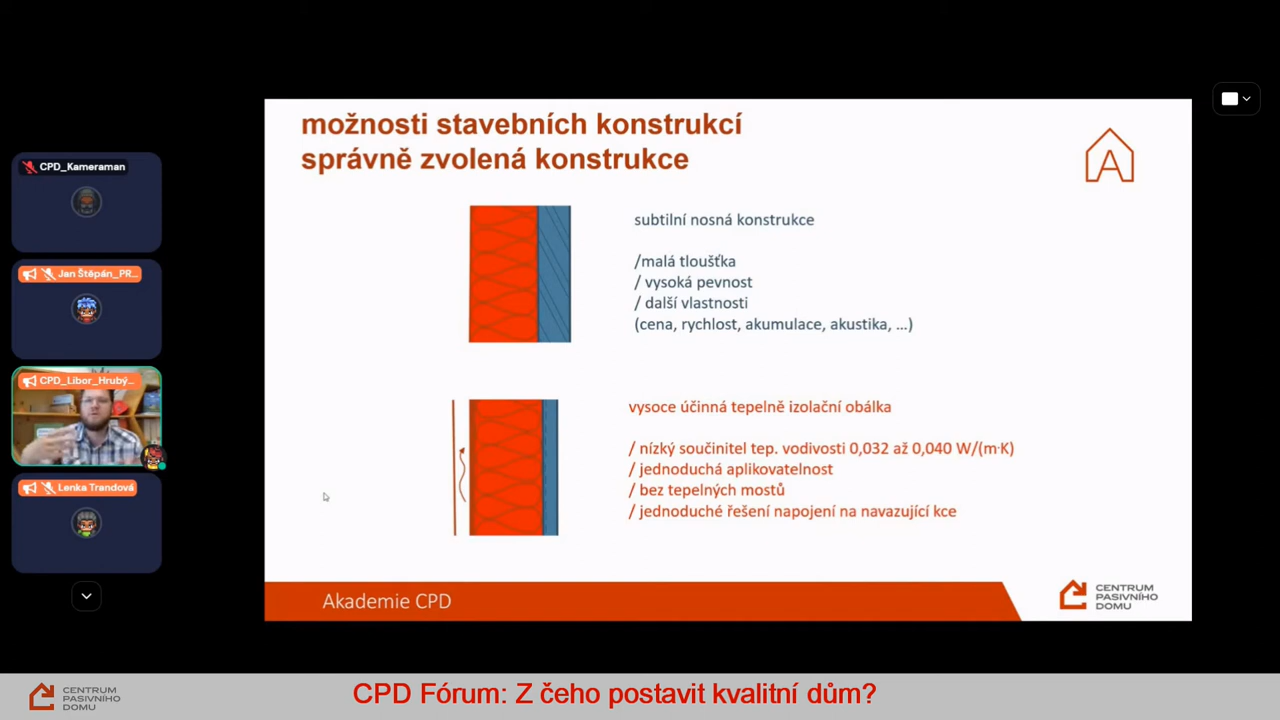 možnosti stavebních konstrukcí
správně zvolená konstrukce
CPD_Kameraman
Jan Štěpán_PR...
CPD_Libor_Hrubý...
Lenka Trandová
subtilní nosná konstrukce
/malá tloušťka
/ vysoká pevnost
/ další vlastnosti
(cena, rychlost, akumulace, akustika, ...)
vysoce účinná tepelně izolační obálka
/ nízký součinitel tep. vodivosti 0,032 až 0,040 W/(m·K)
/ jednoduchá aplikovatelnost
/ bez tepelných mostů
/ jednoduché řešení napojení na navazující kce
Akademie CPD
CENTRUM
PASIVNÍHO
DOMU
CENTRUM
PASIVNÍHO
DOMU
CPD Fórum: Z čeho postavit kvalitní dům?